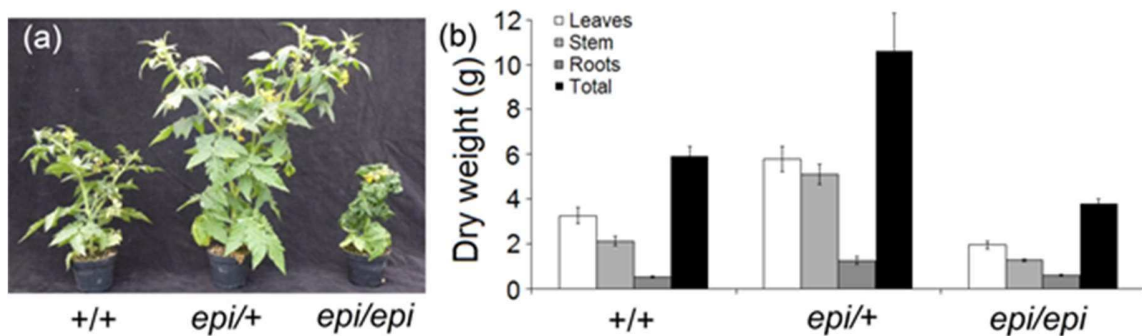 (a)
+/+ epi/+ epi/epi
(b)
Dry weight (g)
12
10
8
6
4
2
0
Leaves
Stem
Roots
Total
+/+ epi/+ epi/epi